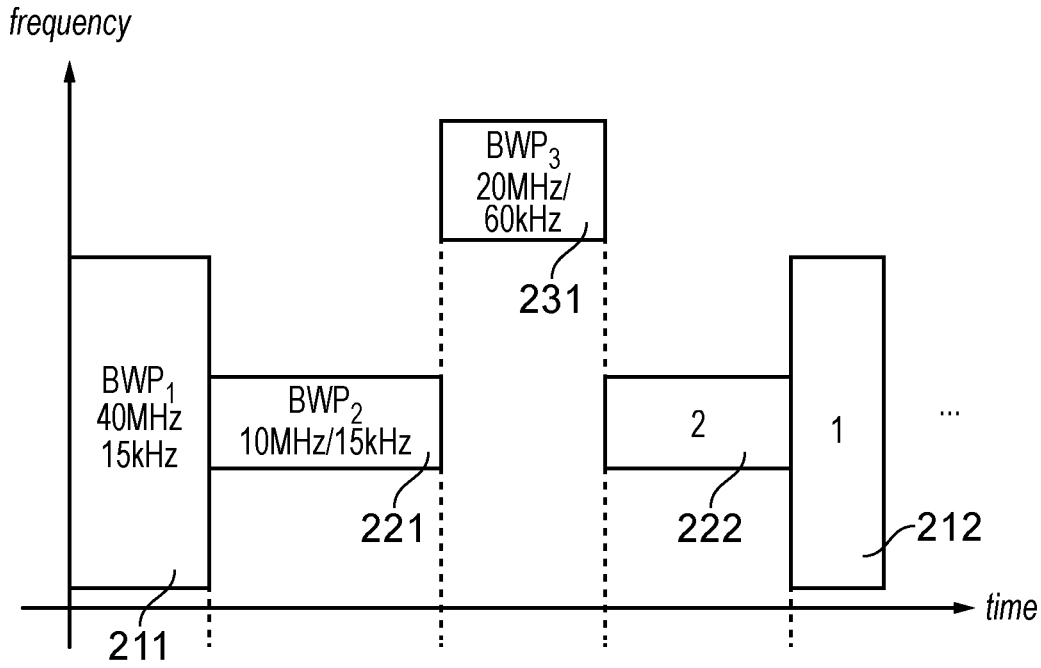 frequency
BWP₃
20MHz/
60kHz
231
BWP₁
40MHz
15kHz
BWP₂
10MHz/15kHz
2
1
...
221
222
212
time
211